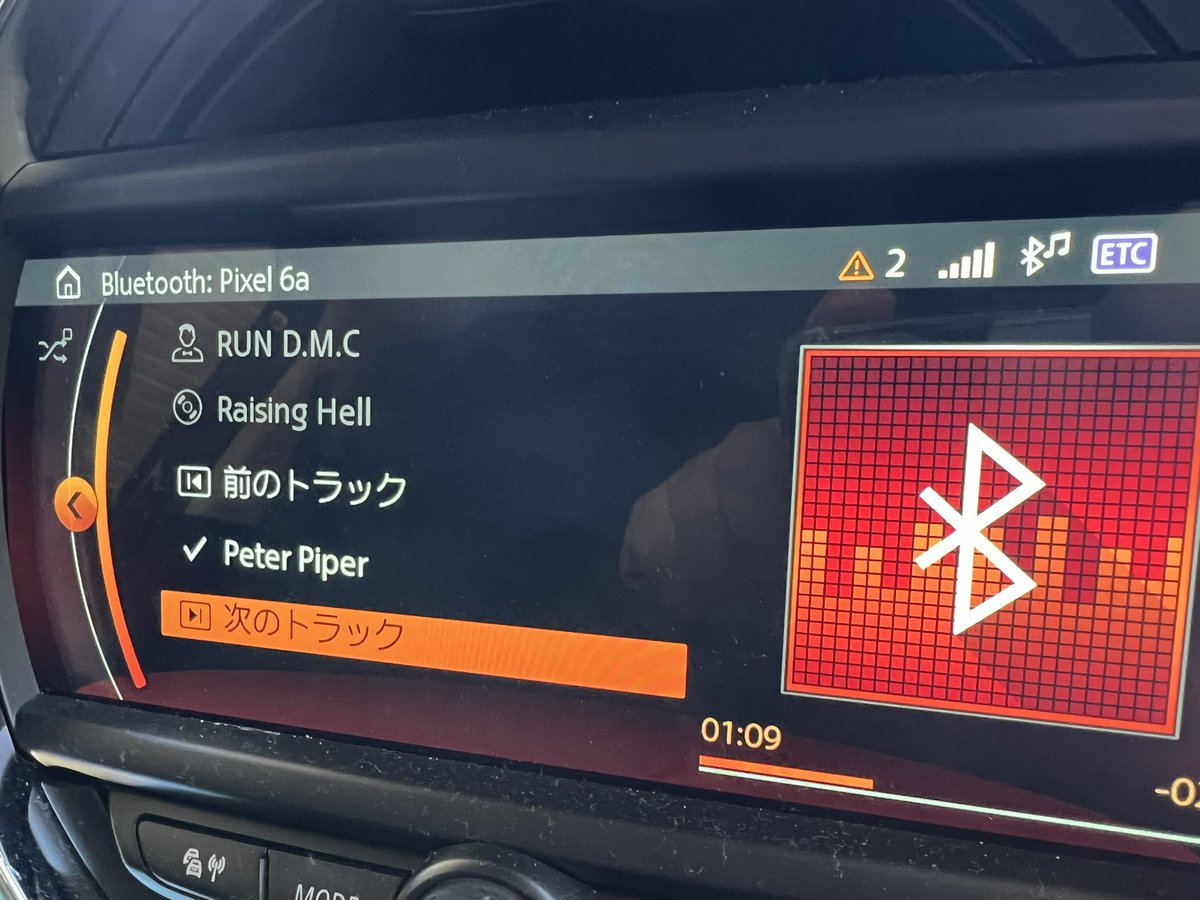 Bluetooth: Pixel 6a
2
ETC
RUN D.M.C
Raising Hell
前のトラック
Peter Piper
次のトラック
01:09